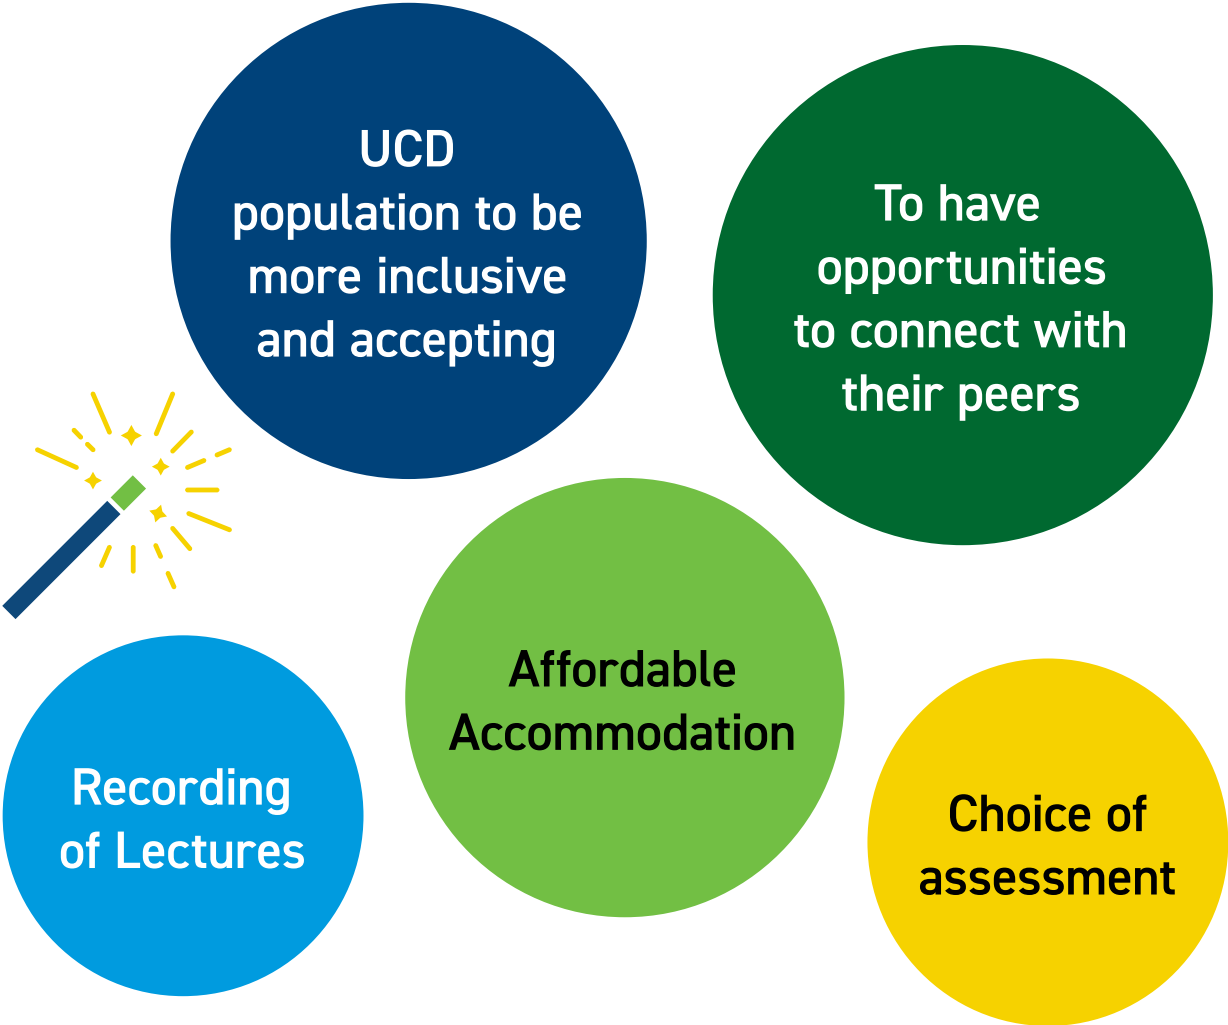 UCD
population to be
more inclusive
and accepting
To have
opportunities
to connect with
their peers
Affordable
Accommodation
Recording
of Lectures
Choice of
assessment